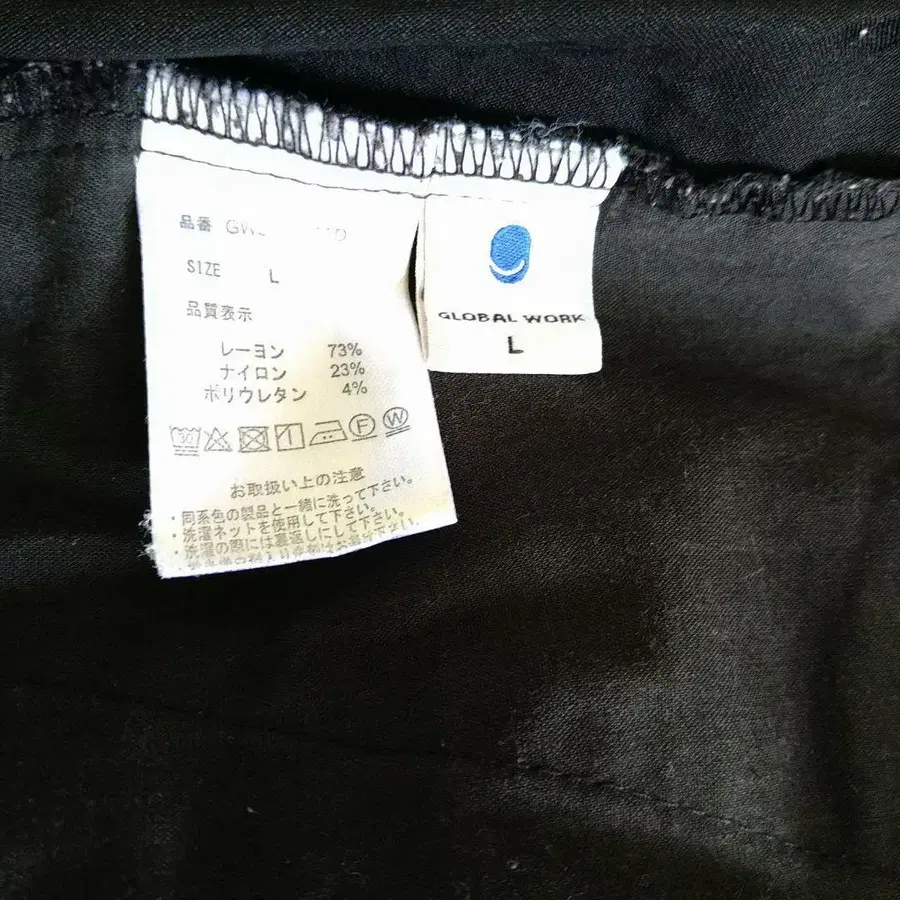 品番
SIZE L
品質表示
レーヨン 73%
ナイロン 23%
ポリウレタン 4%
30 F W
お取扱い上の注意
・同系色の製品と一緒に洗って下さい。
・洗濯ネットを使用して下さい。
・洗濯の際には裏返しにして下さい。
GLOBAL WORK
L